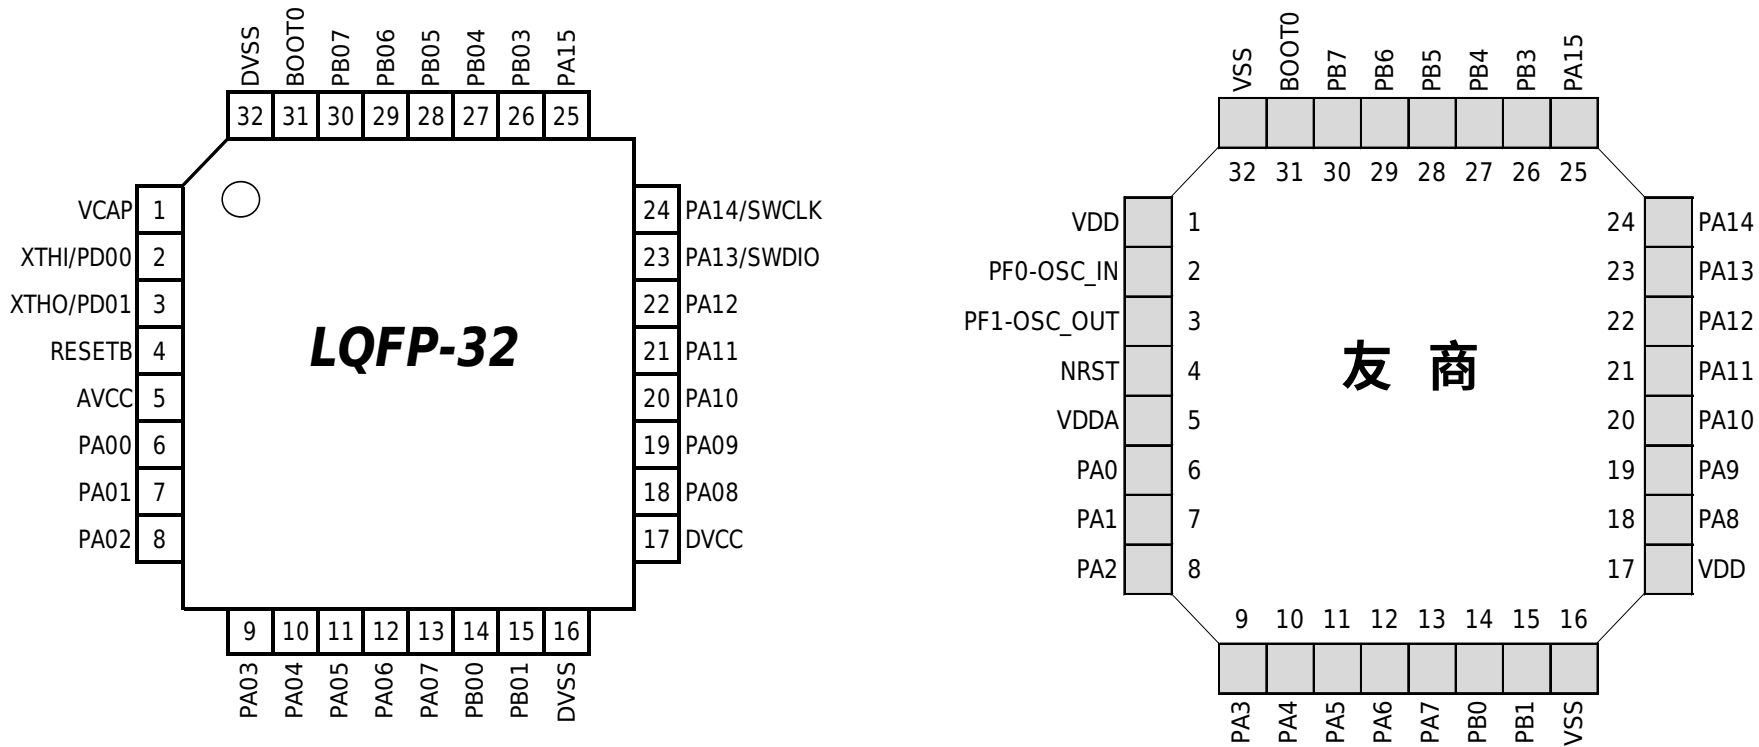 DVSS BOOT0 PB07 PB06 PB05 PB04 PB03 PA15
32 31 30 29 28 27 26 25
VCAP 1 24 PA14/SWCLK
XTHI/PD00 2 23 PA13/SWDIO
XTHO/PD01 3 22 PA12
RESETB 4 21 PA11
AVCC 5 20 PA10
PA00 6 19 PA09
PA01 7 18 PA08
PA02 8 17 DVCC
LQFP-32
9 10 11 12 13 14 15 16
PA03 PA04 PA05 PA06 PA07 PB00 PB01 DVSS
VSS BOOT0 PB7 PB6 PB5 PB4 PB3 PA15
32 31 30 29 28 27 26 25
VDD 1 24 PA14
PF0-OSC_IN 2 23 PA13
PF1-OSC_OUT 3 22 PA12
NRST 4 21 PA11
VDDA 5 20 PA10
PA0 6 19 PA9
PA1 7 18 PA8
PA2 8 17 VDD
友 商
9 10 11 12 13 14 15 16
PA3 PA4 PA5 PA6 PA7 PB0 PB1 VSS